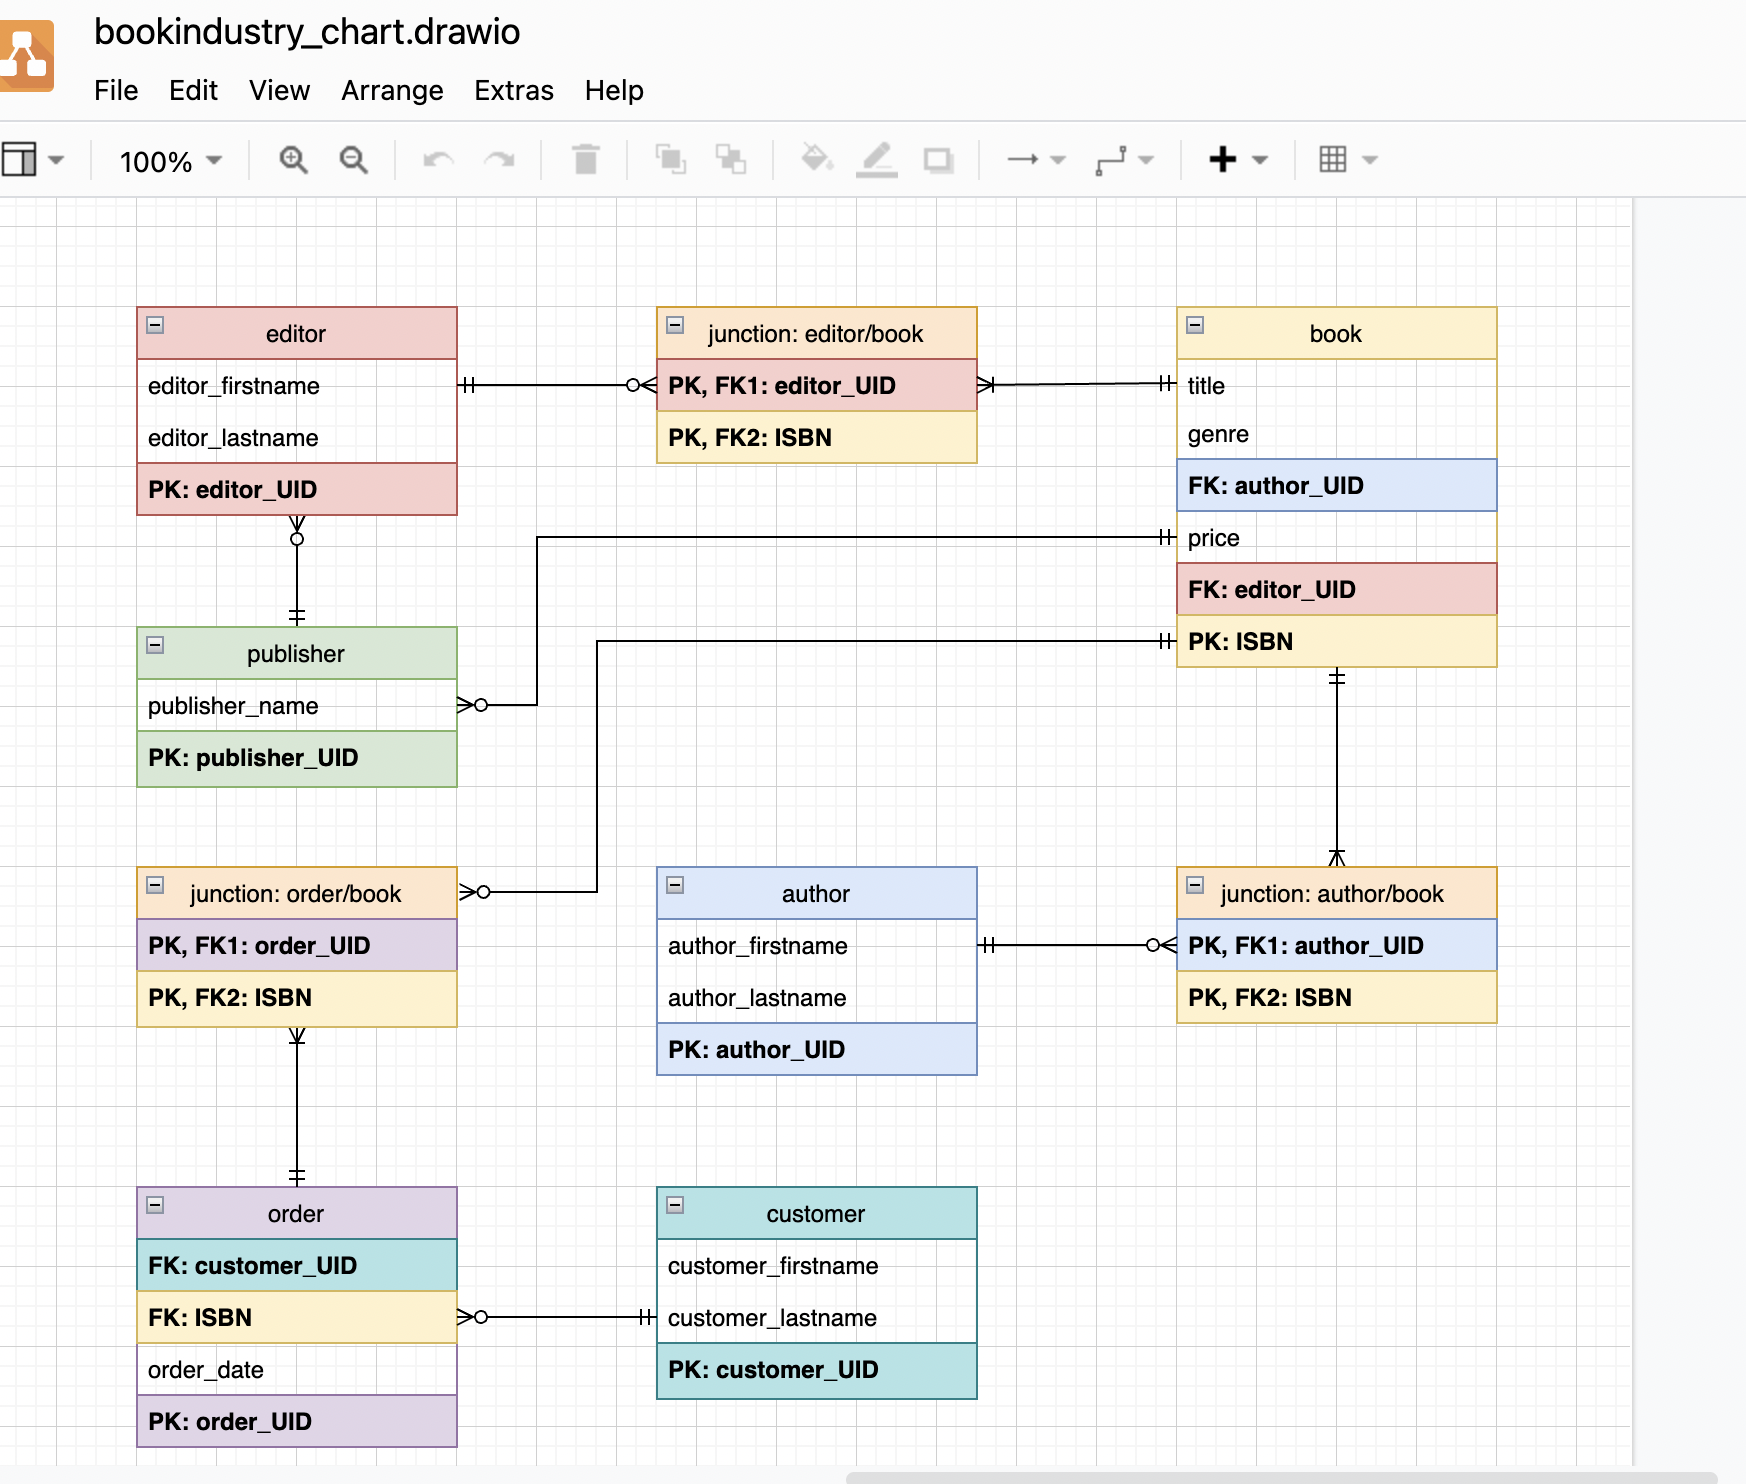 bookindustry_chart.drawio
File Edit View Arrange Extras Help
100%
editor
editor_firstname
editor_lastname
PK: editor_UID
junction: editor/book
PK, FK1: editor_UID
PK, FK2: ISBN
book
title
genre
FK: author_UID
price
FK: editor_UID
PK: ISBN
publisher
publisher_name
PK: publisher_UID
junction: order/book
PK, FK1: order_UID
PK, FK2: ISBN
author
author_firstname
author_lastname
PK: author_UID
junction: author/book
PK, FK1: author_UID
PK, FK2: ISBN
order
FK: customer_UID
FK: ISBN
order_date
PK: order_UID
customer
customer_firstname
customer_lastname
PK: customer_UID